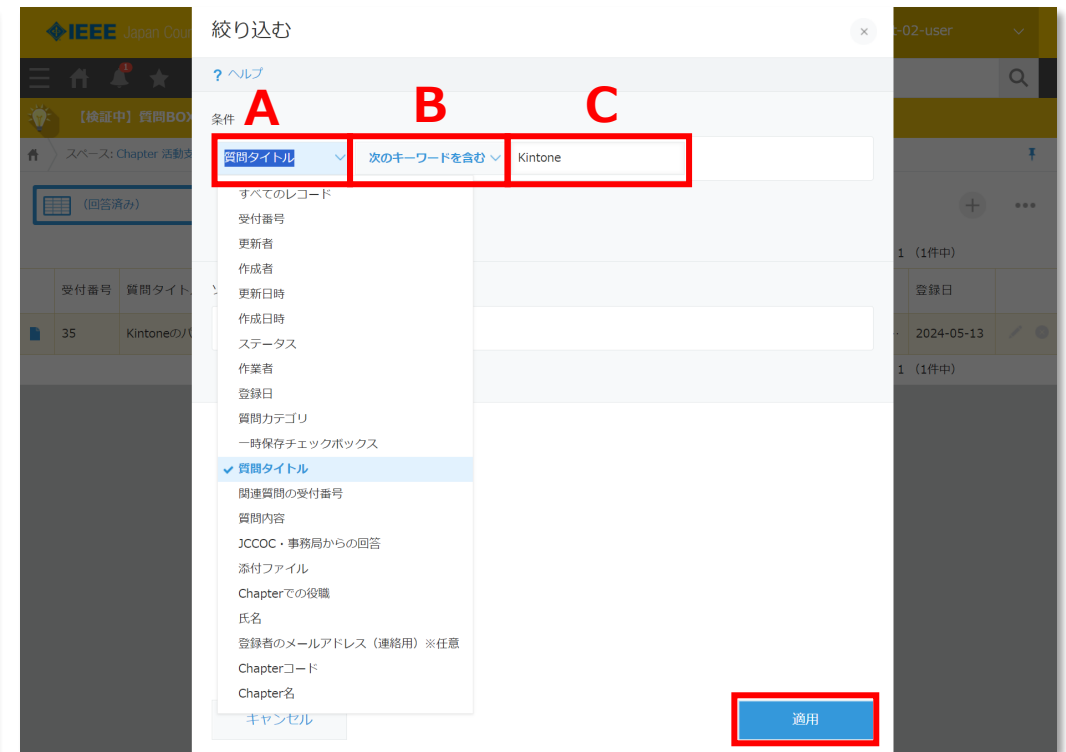 IEEE Japan Cour
絞り込む
×
-02-user
? ヘルプ
1
【検証中】質問BOX
条件
A
B
C
スペース: Chapter 活動支
質問タイトル
次のキーワードを含む
Kintone
(回答済み)
すべてのレコード
受付番号
更新者
作成者
更新日時
作成日時
ステータス
作業者
登録日
質問カテゴリ
一時保存チェックボックス
質問タイトル
関連質問の受付番号
質問内容
JCCOC・事務局からの回答
添付ファイル
Chapterでの役職
氏名
登録者のメールアドレス（連絡用）※任意
Chapterコード
Chapter名
1 (1件中)
受付番号 質問タイト
登録日
35 Kintoneのパ
2024-05-13
1 (1件中)
キャンセル
適用